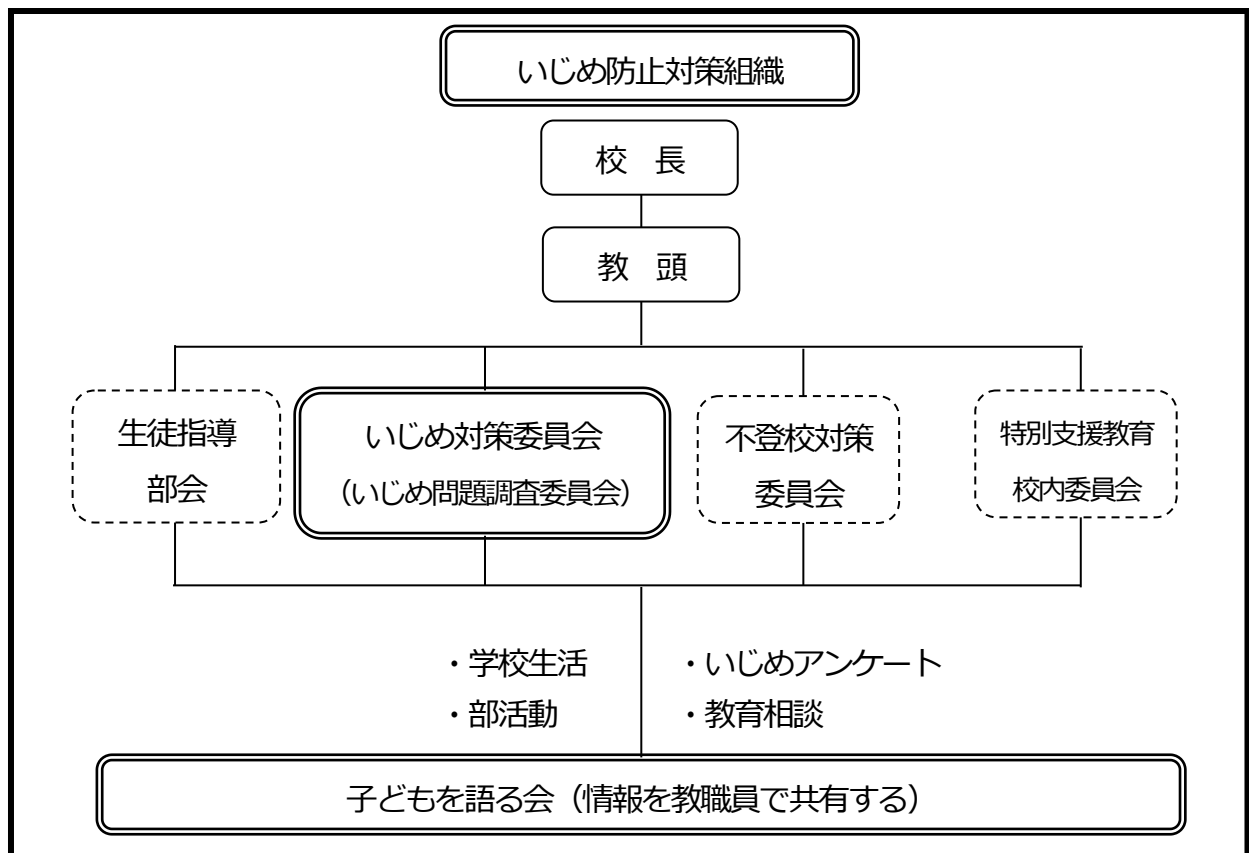 いじめ防止対策組織
校　長
教　頭
生徒指導
部会
いじめ対策委員会
（いじめ問題調査委員会）
不登校対策
委員会
特別支援教育
校内委員会
・学校生活
・部活動
・いじめアンケート
・教育相談
子どもを語る会（情報を教職員で共有する）